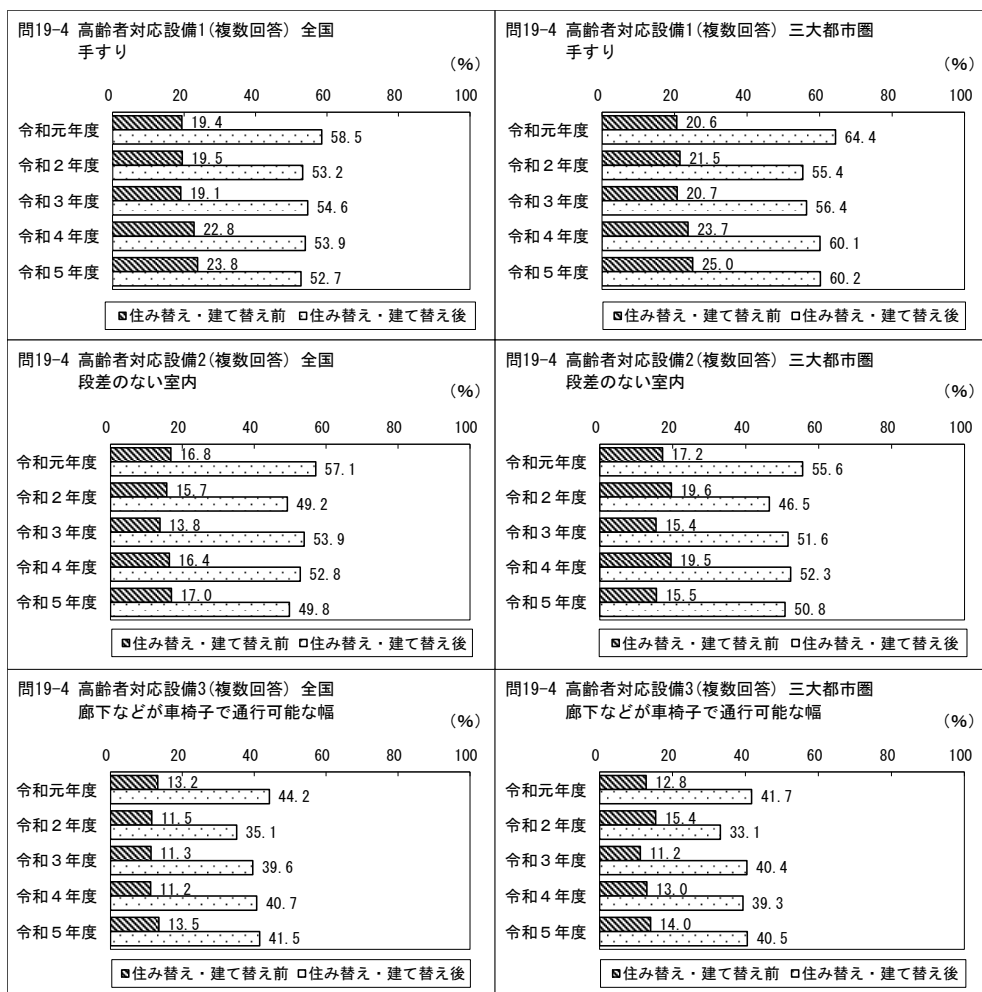 問19-4 高齢者対応設備1(複数回答) 全国
手すり
(%)
0 20 40 60 80 100
令和元年度 19.4 58.5
令和２年度 19.5 53.2
令和３年度 19.1 54.6
令和４年度 22.8 53.9
令和５年度 23.8 52.7
住み替え・建て替え前 住み替え・建て替え後
問19-4 高齢者対応設備1(複数回答) 三大都市圏
手すり
(%)
0 20 40 60 80 100
令和元年度 20.6 64.4
令和２年度 21.5 55.4
令和３年度 20.7 56.4
令和４年度 23.7 60.1
令和５年度 25.0 60.2
住み替え・建て替え前 住み替え・建て替え後
問19-4 高齢者対応設備2(複数回答) 全国
段差のない室内
(%)
0 20 40 60 80 100
令和元年度 16.8 57.1
令和２年度 15.7 49.2
令和３年度 13.8 53.9
令和４年度 16.4 52.8
令和５年度 17.0 49.8
住み替え・建て替え前 住み替え・建て替え後
問19-4 高齢者対応設備2(複数回答) 三大都市圏
段差のない室内
(%)
0 20 40 60 80 100
令和元年度 17.2 55.6
令和２年度 19.6 46.5
令和３年度 15.4 51.6
令和４年度 19.5 52.3
令和５年度 15.5 50.8
住み替え・建て替え前 住み替え・建て替え後
問19-4 高齢者対応設備3(複数回答) 全国
廊下などが車椅子で通行可能な幅
(%)
0 20 40 60 80 100
令和元年度 13.2 44.2
令和２年度 11.5 35.1
令和３年度 11.3 39.6
令和４年度 11.2 40.7
令和５年度 13.5 41.5
住み替え・建て替え前 住み替え・建て替え後
問19-4 高齢者対応設備3(複数回答) 三大都市圏
廊下などが車椅子で通行可能な幅
(%)
0 20 40 60 80 100
令和元年度 12.8 41.7
令和２年度 15.4 33.1
令和３年度 11.2 40.4
令和４年度 13.0 39.3
令和５年度 14.0 40.5
住み替え・建て替え前 住み替え・建て替え後